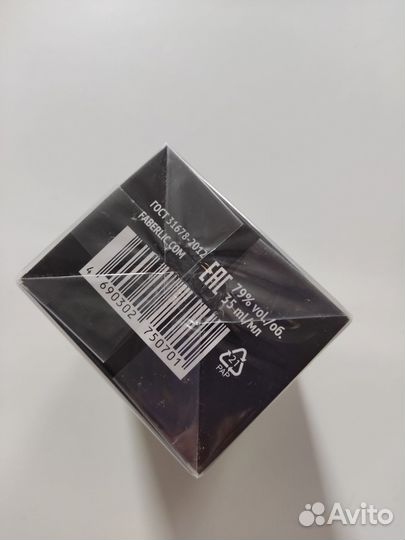 ГОСТ 31678-2012
FABERLIC.COM
4 690302 750701
EAC
79% vol./об.
35 ml/мл
21
PAP
Avito